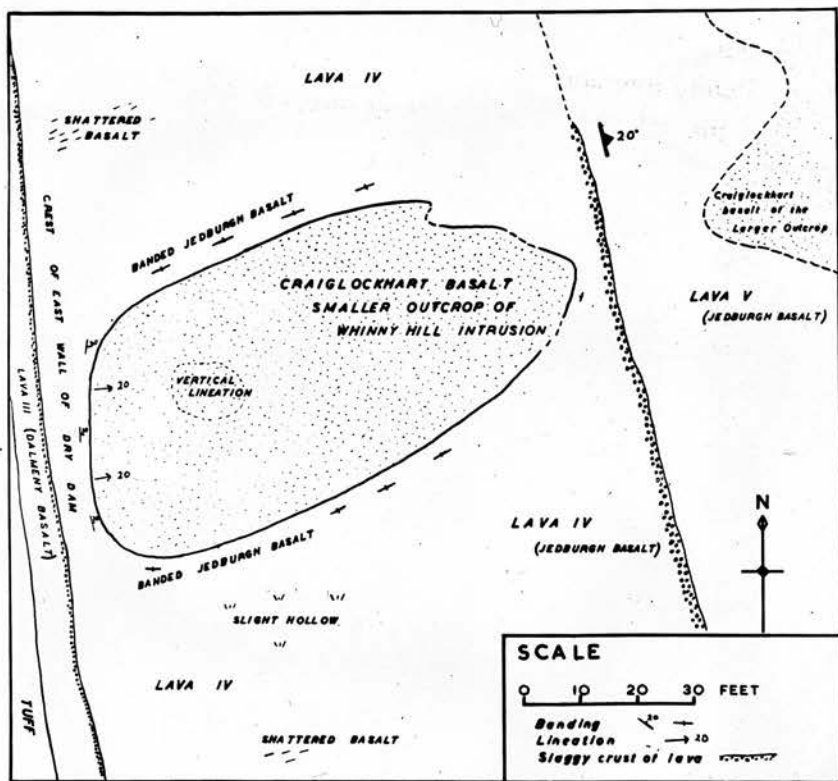 LAVA IV
SHATTERED
BASALT
20°
BANDED JEDBURGH BASALT
Craiglockhart
basalt of the
Larger Outcrop
CRAIGLOCKHART BASALT
SMALLER OUTCROP OF
WHINNY HILL INTRUSION
LAVA V
(JEDBURGH BASALT)
CREST OF EAST WALL OF DRY DAM
LAVA III (DALMENY BASALT)
VERTICAL
LINEATION
20
20
LAVA IV
(JEDBURGH BASALT)
N
BANDED JEDBURGH BASALT
SLIGHT HOLLOW
LAVA IV
TUFF
SHATTERED BASALT
SCALE
0 10 20 30 FEET
Banding 20
Lineation 20
Slaggy crust of lava